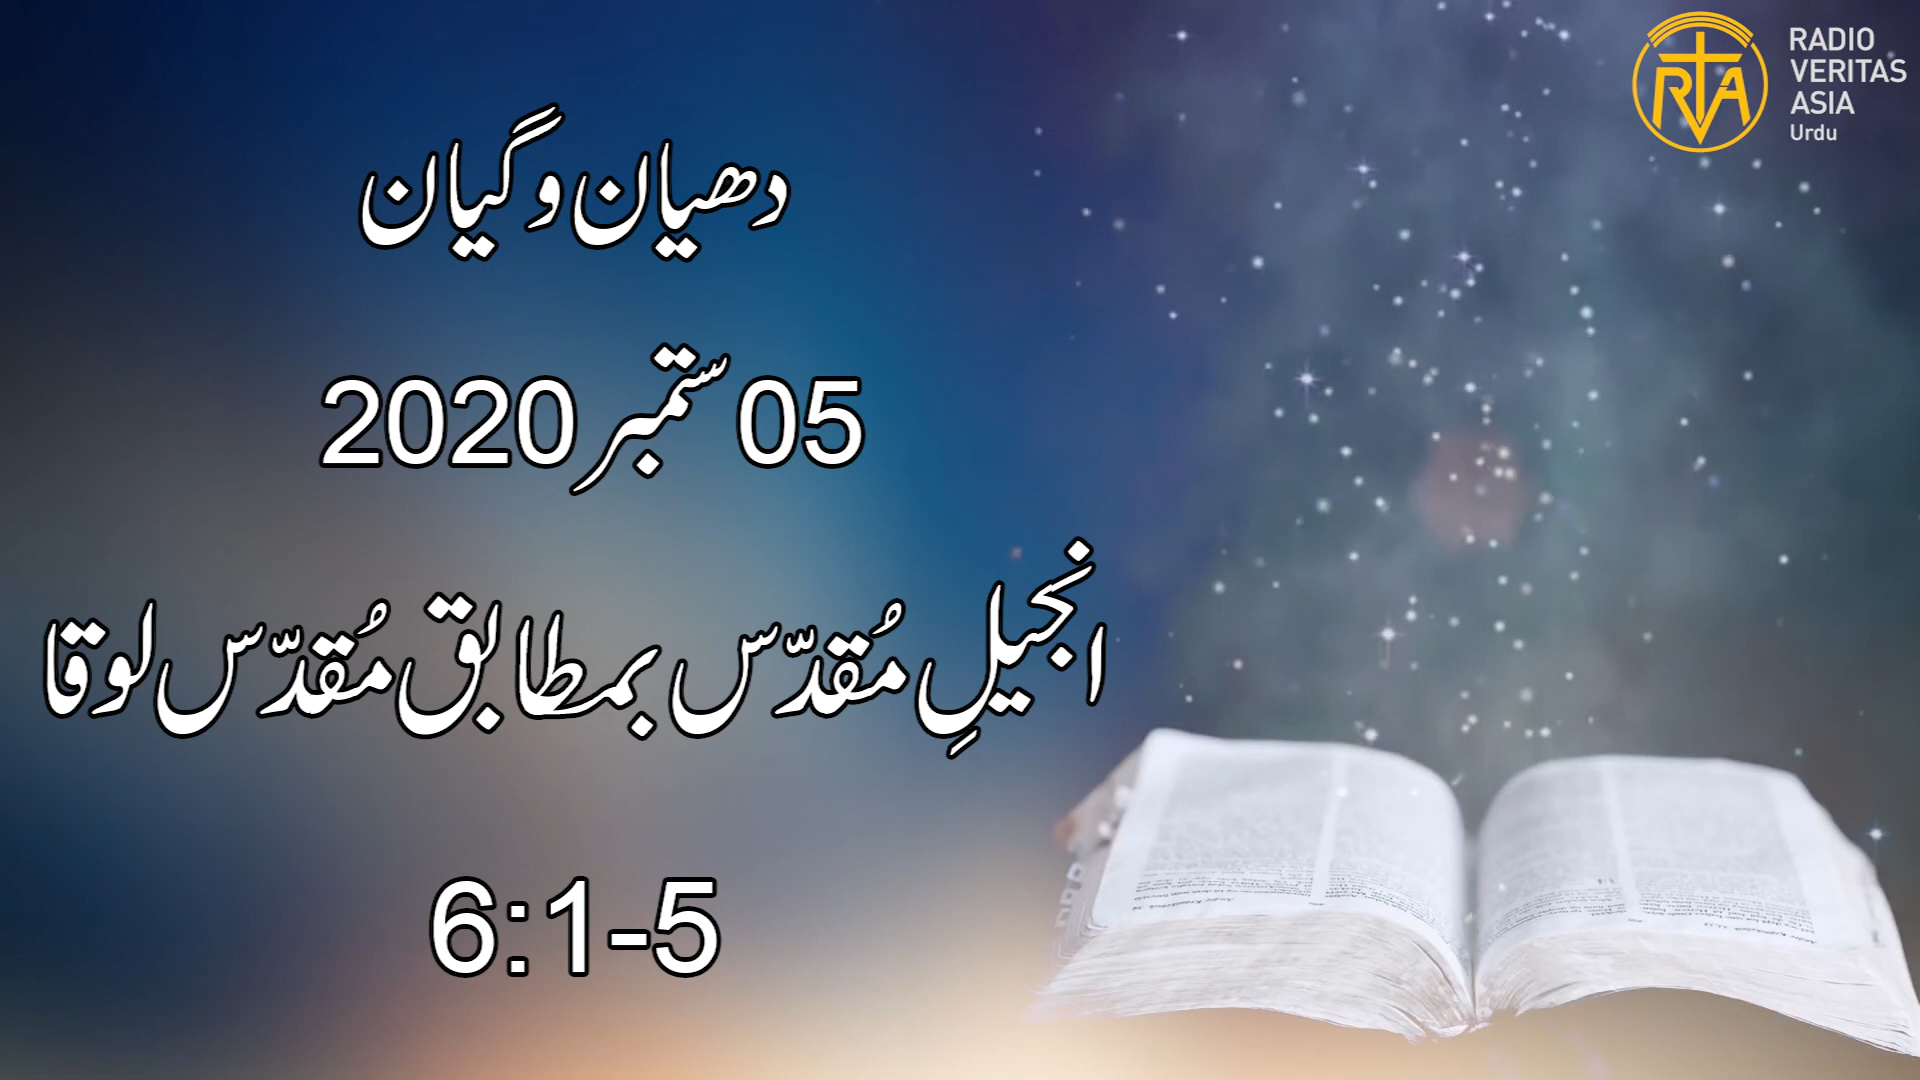 RADIO
VERITAS
ASIA
Urdu
دھیان و گیان
05 ستمبر 2020
انجیلِ مُقدّس بمطابق مُقدّس لوقا
6:1-5